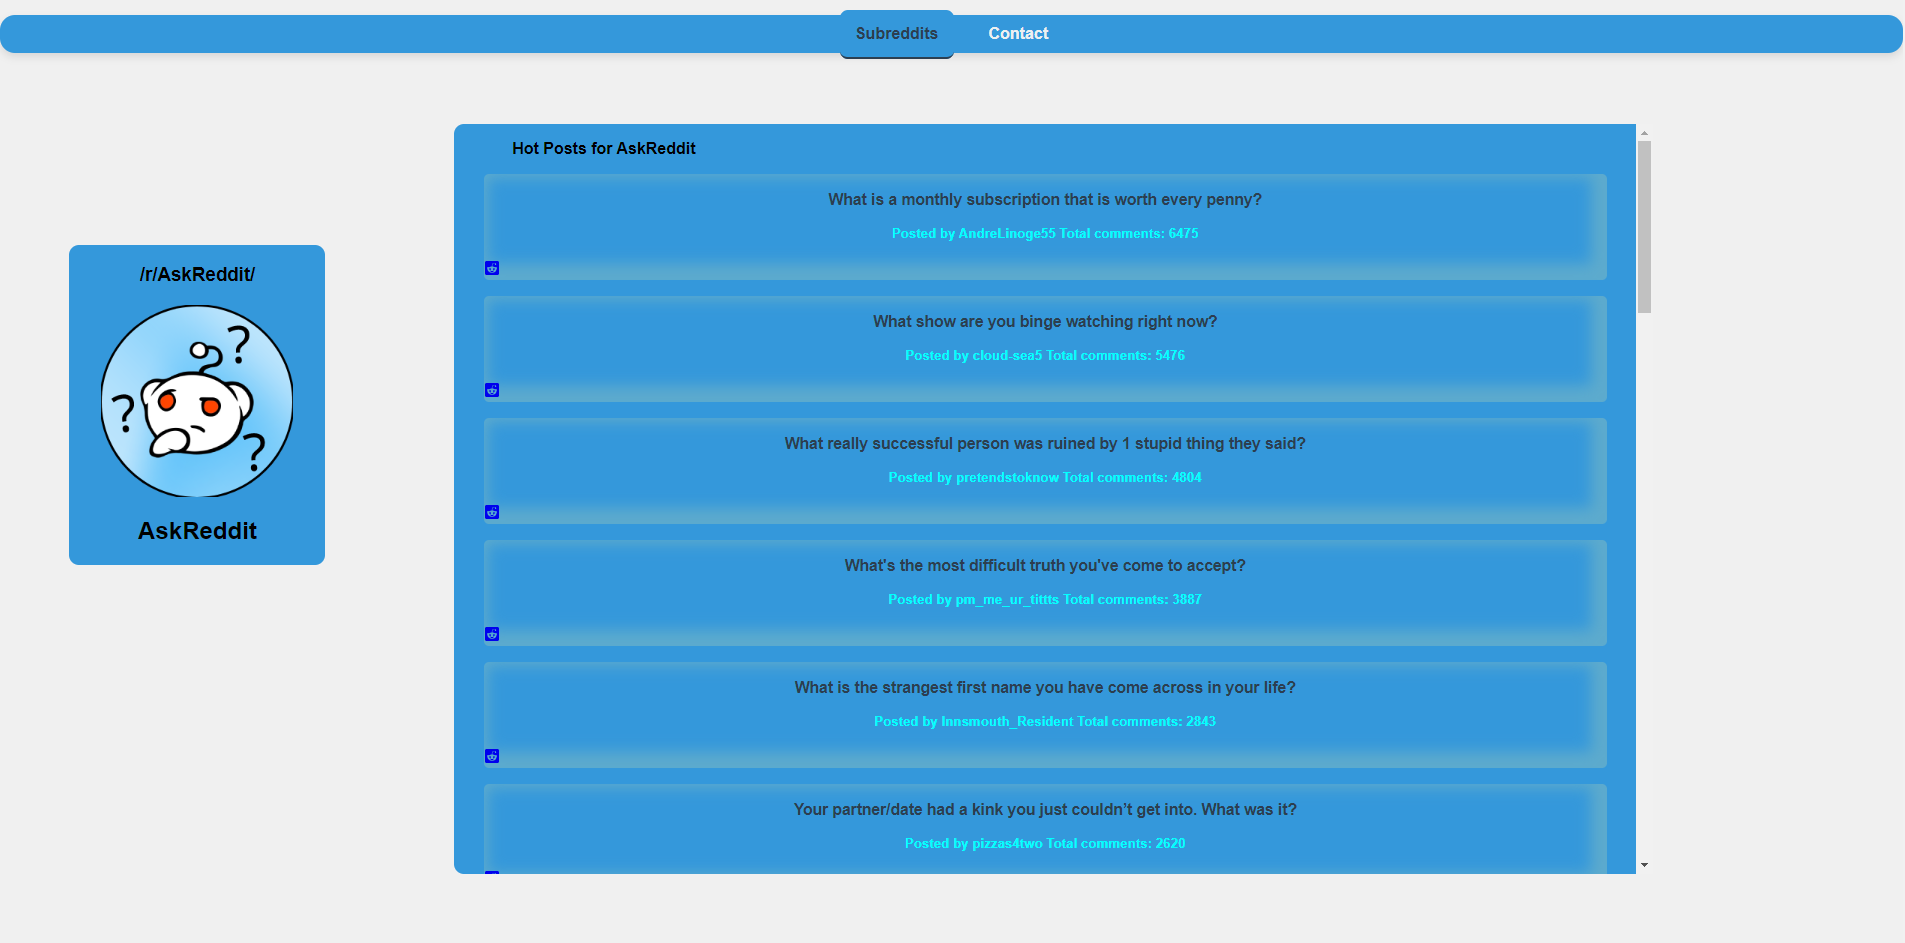 Subreddits Contact
Hot Posts for AskReddit
What is a monthly subscription that is worth every penny?
Posted by AndreLinoge55 Total comments: 6475
What show are you binge watching right now?
Posted by cloud-sea5 Total comments: 5476
What really successful person was ruined by 1 stupid thing they said?
Posted by pretendstoknow Total comments: 4804
What's the most difficult truth you've come to accept?
Posted by pm_me_ur_tittts Total comments: 3887
What is the strangest first name you have come across in your life?
Posted by Innsmouth_Resident Total comments: 2843
Your partner/date had a kink you just couldn’t get into. What was it?
Posted by pizzas4two Total comments: 2620
/r/AskReddit/
? ? ? ?
AskReddit